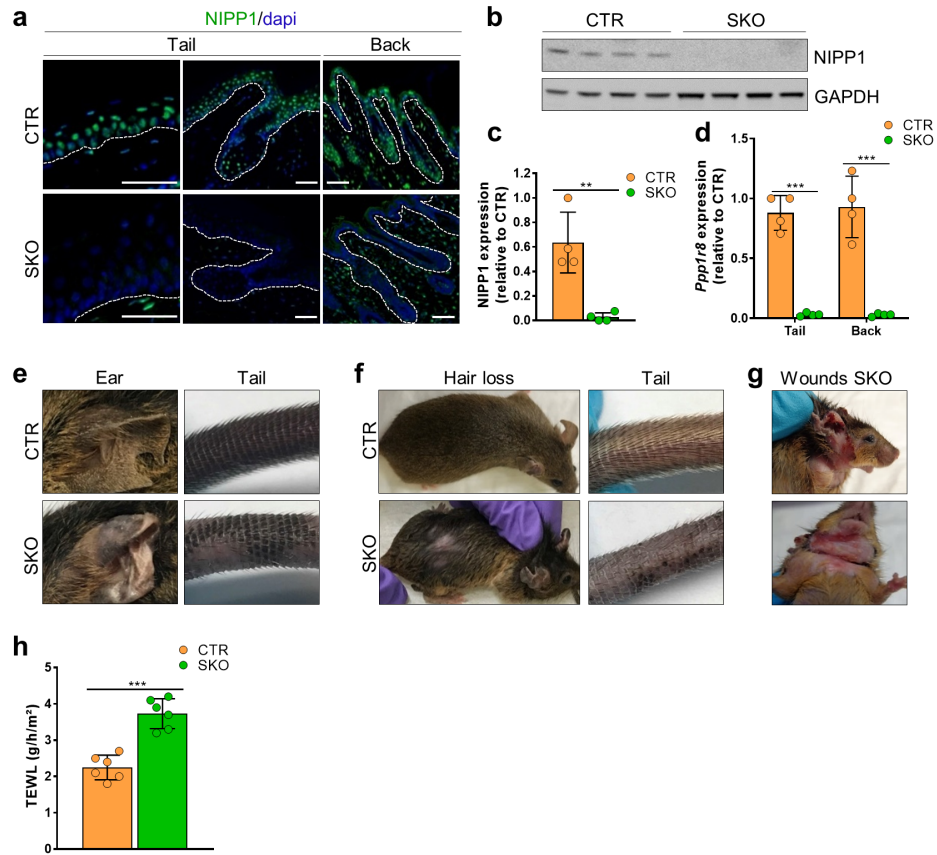 a
NIPP1/dapi
Tail
Back
CTR
SKO
b
CTR
SKO
NIPP1
GAPDH
c
CTR
SKO
NIPP1 expression
(relative to CTR)
1.2
1.0
0.8
0.6
0.4
0.2
0.0
**
d
CTR
SKO
Ppp1r8 expression
(relative to CTR)
1.5
1.0
0.5
0.0
***
***
Tail
Back
e
Ear
Tail
CTR
SKO
f
Hair loss
Tail
CTR
SKO
g
Wounds SKO
h
CTR
SKO
TEWL (g/h/m²)
5
4
3
2
1
0
***